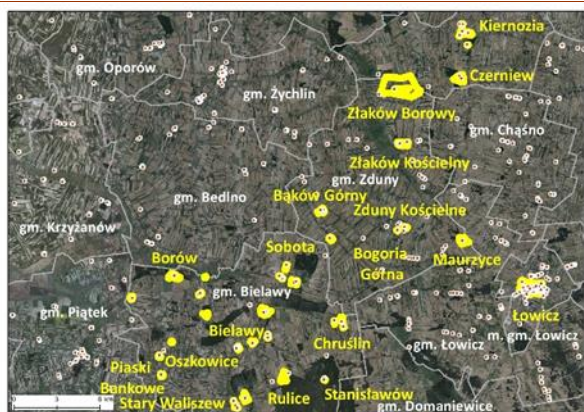 Kiernozia
gm. Oporów
Czerniew
gm. Żychlin
Złaków Borowy
gm. Chąśno
Złaków Kościelny
gm. Zduny
gm. Bedlno
Bąków Górny
Zduny Kościelne
gm. Krzyżanów
Sobota
Borów
Bogoria
Górna
Maurzyce
gm. Bielawy
gm. Piątek
Łowicz
Bielawy
Chruślin
gm. Łowicz
m. gm. Łowicz
Oszkowice
Piaski
Bankowe
Rulice
Stanisławów
Stary Waliszew
gm. Domaniewice